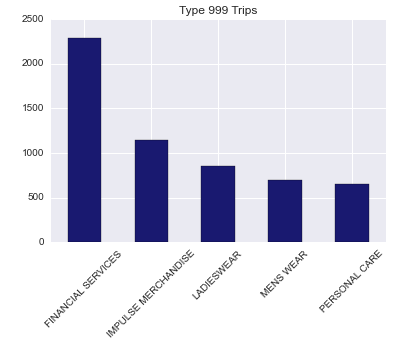 Type 999 Trips
2500
2000
1500
1000
500
0
FINANCIAL SERVICES
IMPULSE MERCHANDISE
LADIESWEAR
MENS WEAR
PERSONAL CARE